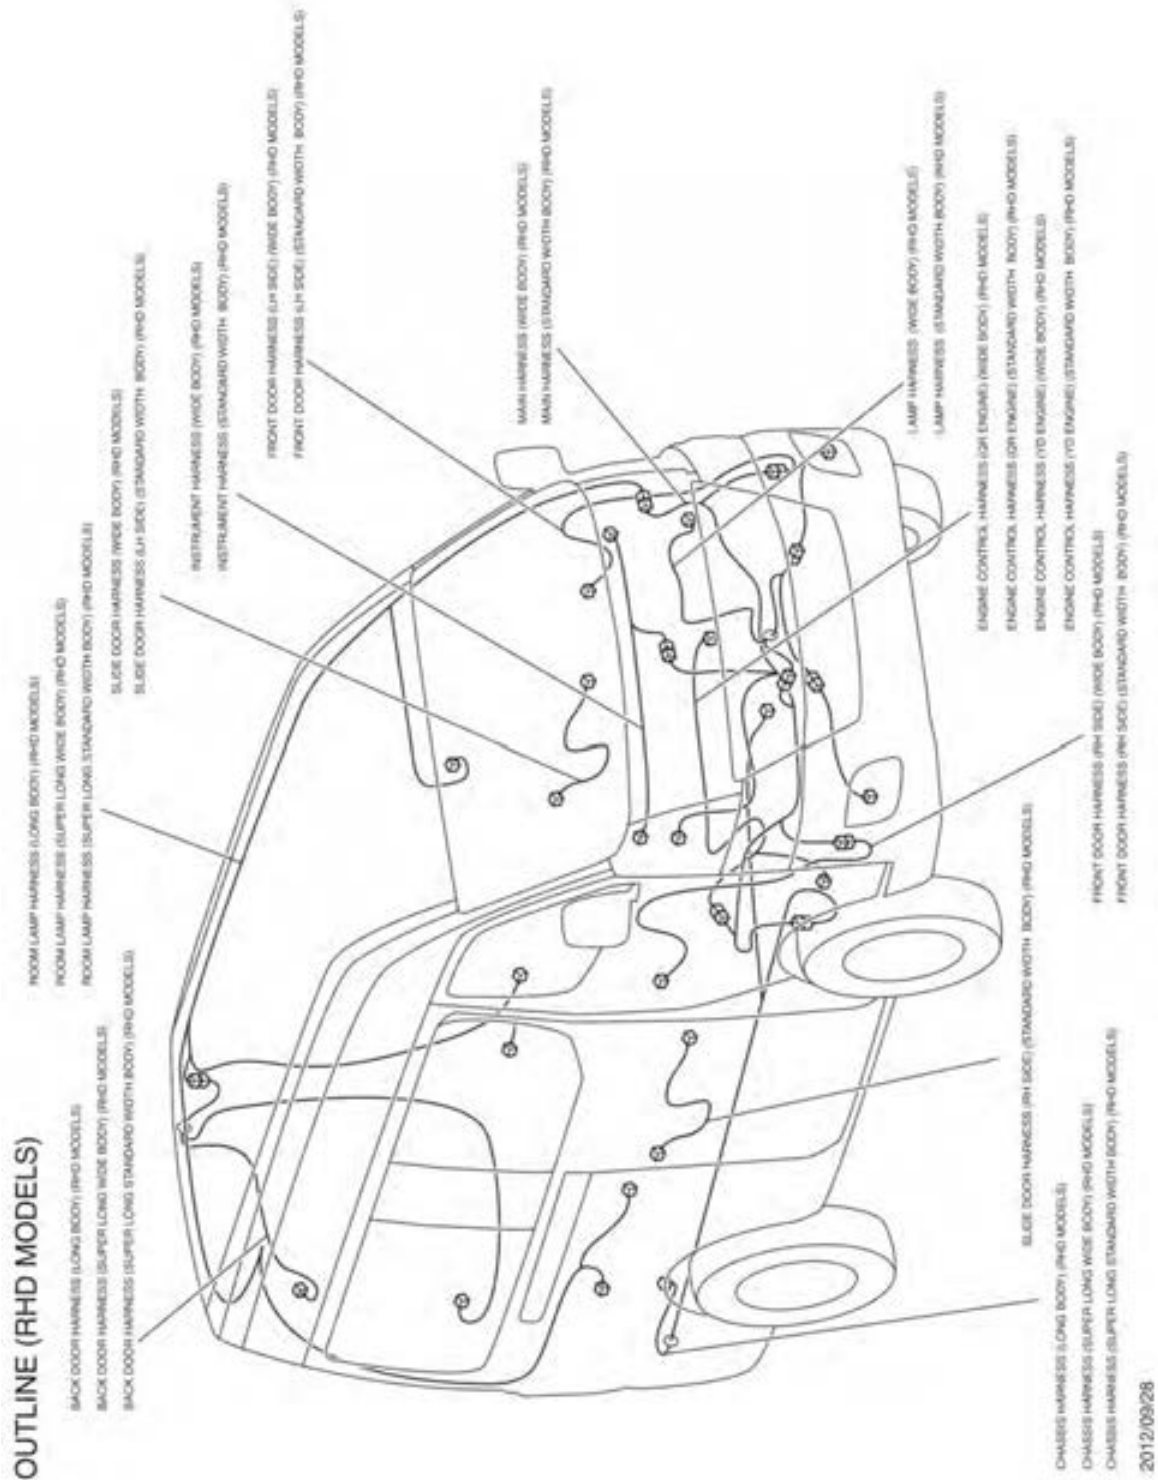 OUTLINE (RHD MODELS)
BACK DOOR HARNESS (LONG BODY) (RHD MODELS)
BACK DOOR HARNESS (SUPER LONG WIDE BODY) (RHD MODELS)
BACK DOOR HARNESS (SUPER LONG STANDARD WIDTH BODY) (RHD MODELS)
ROOM LAMP HARNESS (LONG BODY) (RHD MODELS)
ROOM LAMP HARNESS (SUPER LONG WIDE BODY) (RHD MODELS)
ROOM LAMP HARNESS (SUPER LONG STANDARD WIDTH BODY) (RHD MODELS)
SLIDE DOOR HARNESS (WIDE BODY) (RHD MODELS)
SLIDE DOOR HARNESS (LH SIDE) (STANDARD WIDTH BODY) (RHD MODELS)
INSTRUMENT HARNESS (WIDE BODY) (RHD MODELS)
INSTRUMENT HARNESS (STANDARD WIDTH BODY) (RHD MODELS)
FRONT DOOR HARNESS (LH SIDE) (WIDE BODY) (RHD MODELS)
FRONT DOOR HARNESS (LH SIDE) (STANDARD WIDTH BODY) (RHD MODELS)
MAIN HARNESS (WIDE BODY) (RHD MODELS)
MAIN HARNESS (STANDARD WIDTH BODY) (RHD MODELS)
LAMP HARNESS (WIDE BODY) (RHD MODELS)
LAMP HARNESS (STANDARD WIDTH BODY) (RHD MODELS)
ENGINE CONTROL HARNESS (QR ENGINE) (WIDE BODY) (RHD MODELS)
ENGINE CONTROL HARNESS (QR ENGINE) (STANDARD WIDTH BODY) (RHD MODELS)
ENGINE CONTROL HARNESS (YD ENGINE) (WIDE BODY) (RHD MODELS)
ENGINE CONTROL HARNESS (YD ENGINE) (STANDARD WIDTH BODY) (RHD MODELS)
FRONT DOOR HARNESS (RH SIDE) (WIDE BODY) (RHD MODELS)
FRONT DOOR HARNESS (RH SIDE) (STANDARD WIDTH BODY) (RHD MODELS)
SLIDE DOOR HARNESS (RH SIDE) (STANDARD WIDTH BODY) (RHD MODELS)
CHASSIS HARNESS (LONG BODY) (RHD MODELS)
CHASSIS HARNESS (SUPER LONG WIDE BODY) (RHD MODELS)
CHASSIS HARNESS (SUPER LONG STANDARD WIDTH BODY) (RHD MODELS)
2012/09/28